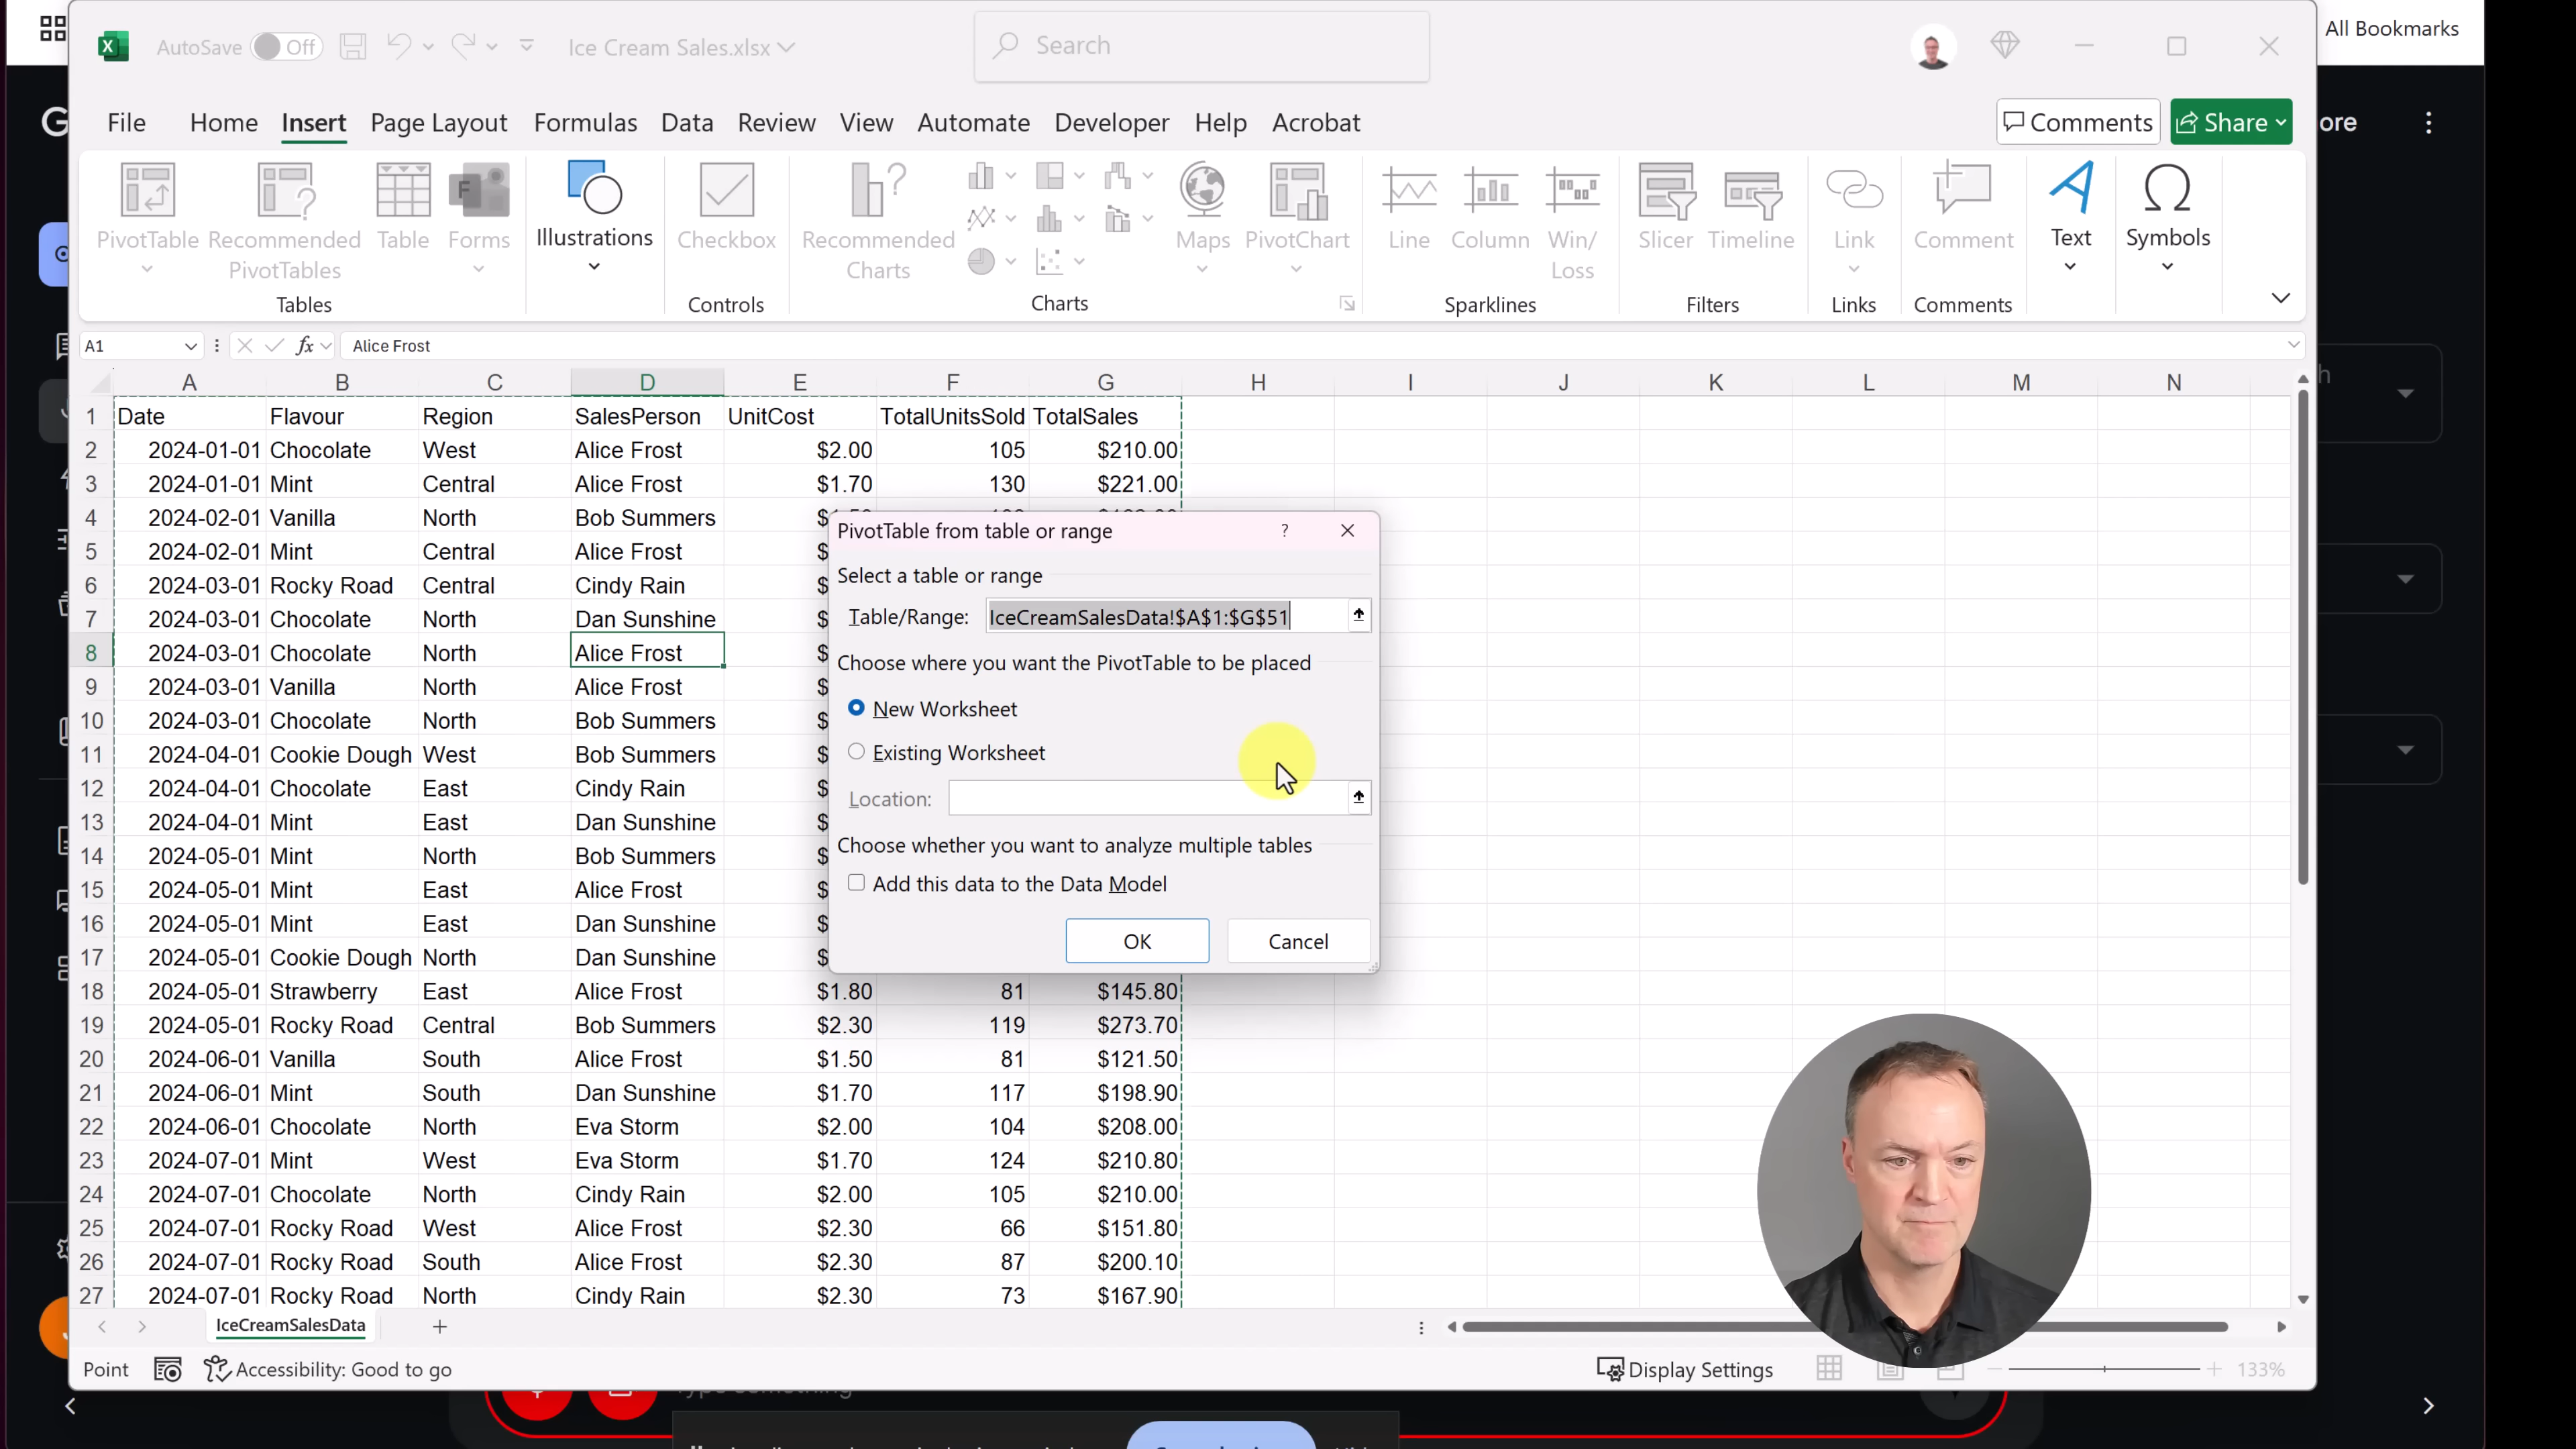 All Bookmarks
AutoSave Off Ice Cream Sales.xlsx Search
File Home Insert Page Layout Formulas Data Review View Automate Developer Help Acrobat Comments Share ore
PivotTable Recommended PivotTables Table Forms Illustrations Checkbox Recommended Charts Maps PivotChart Line Column Win/Loss Slicer Timeline Link Comment Text Symbols
Tables Controls Charts Sparklines Filters Links Comments
A1 fx Alice Frost
A B C D E F G H I J K L M N
1 Date Flavour Region SalesPerson UnitCost TotalUnitsSold TotalSales
2 2024-01-01 Chocolate West Alice Frost $2.00 105 $210.00
3 2024-01-01 Mint Central Alice Frost $1.70 130 $221.00
4 2024-02-01 Vanilla North Bob Summers
5 2024-02-01 Mint Central Alice Frost $
6 2024-03-01 Rocky Road Central Cindy Rain $
7 2024-03-01 Chocolate North Dan Sunshine $
8 2024-03-01 Chocolate North Alice Frost $
9 2024-03-01 Vanilla North Alice Frost $
10 2024-03-01 Chocolate North Bob Summers $
11 2024-04-01 Cookie Dough West Bob Summers $
12 2024-04-01 Chocolate East Cindy Rain $
13 2024-04-01 Mint East Dan Sunshine $
14 2024-05-01 Mint North Bob Summers $
15 2024-05-01 Mint East Alice Frost $
16 2024-05-01 Mint East Dan Sunshine $
17 2024-05-01 Cookie Dough North Dan Sunshine $
18 2024-05-01 Strawberry East Alice Frost $1.80 81 $145.80
19 2024-05-01 Rocky Road Central Bob Summers $2.30 119 $273.70
20 2024-06-01 Vanilla South Alice Frost $1.50 81 $121.50
21 2024-06-01 Mint South Dan Sunshine $1.70 117 $198.90
22 2024-06-01 Chocolate North Eva Storm $2.00 104 $208.00
23 2024-07-01 Mint West Eva Storm $1.70 124 $210.80
24 2024-07-01 Chocolate North Cindy Rain $2.00 105 $210.00
25 2024-07-01 Rocky Road West Alice Frost $2.30 66 $151.80
26 2024-07-01 Rocky Road South Alice Frost $2.30 87 $200.10
27 2024-07-01 Rocky Road North Cindy Rain $2.30 73 $167.90
PivotTable from table or range ?
Select a table or range
Table/Range: IceCreamSalesData!$A$1:$G$51
Choose where you want the PivotTable to be placed
New Worksheet
Existing Worksheet
Location:
Choose whether you want to analyze multiple tables
Add this data to the Data Model
OK Cancel
IceCreamSalesData
Point Accessibility: Good to go Display Settings 133%